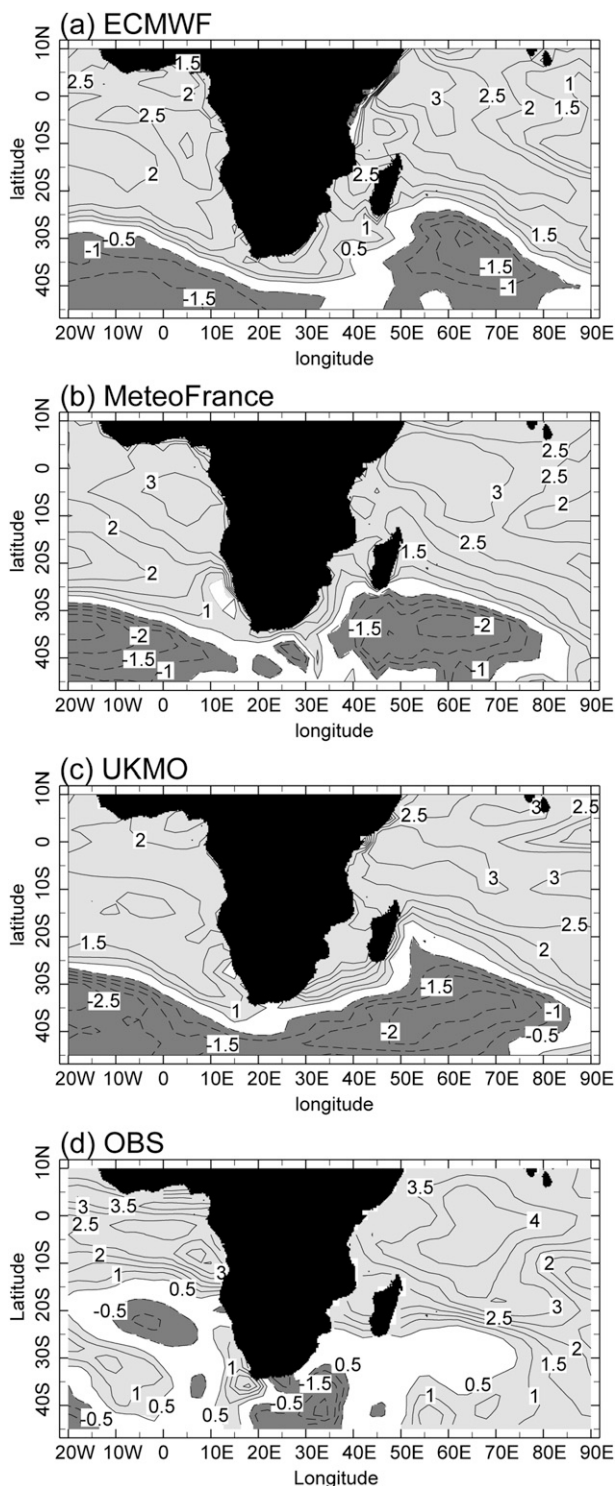 (a) ECMWF
10N
0
10S
20S
30S
40S
latitude
2.5 1.5 2 2.5 2 3 2.5 2 1 1.5
2.5 1 0.5 1.5
-0.5 -1 -1.5 -1.5 -1
20W 10W 0 10E 20E 30E 40E 50E 60E 70E 80E 90E
longitude
(b) MeteoFrance
10N
0
10S
20S
30S
40S
latitude
3 2 2 1 3 2.5 2.5 2 2.5 1.5
-2 -1.5 -1 -1.5 -2 -1
20W 10W 0 10E 20E 30E 40E 50E 60E 70E 80E 90E
longitude
(c) UKMO
10N
0
10S
20S
30S
40S
latitude
2 1.5 1 2.5 3 3 3 2.5 2
-2.5 -1.5 -1.5 -2 -1 -0.5
20W 10W 0 10E 20E 30E 40E 50E 60E 70E 80E 90E
longitude
(d) OBS
10N
0
10S
20S
30S
40S
Latitude
3 3.5 2.5 2 3 1 0.5 3.5 4 2 3 2.5 2
-0.5 1 0.5 1.5
1 0.5 0.5 -1.5 -0.5 0.5 1 1
-0.5
20W 10W 0 10E 20E 30E 40E 50E 60E 70E 80E 90E
Longitude